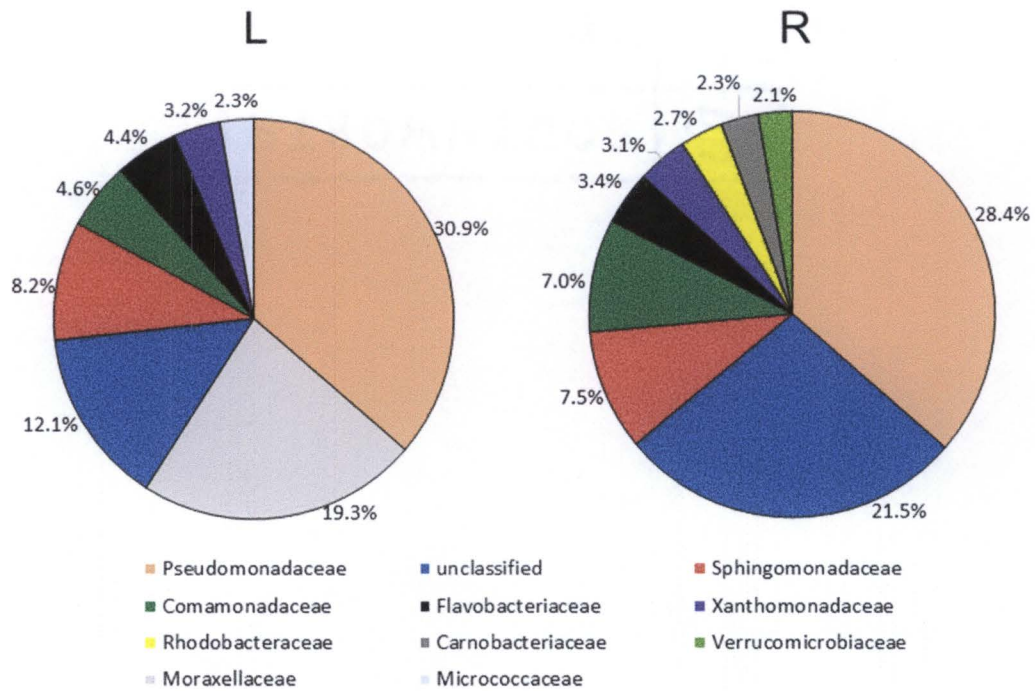 L
R
3.2%
2.3%
4.4%
4.6%
8.2%
12.1%
30.9%
19.3%
2.3%
2.1%
2.7%
3.1%
3.4%
7.0%
7.5%
28.4%
21.5%
Pseudomonadaceae
unclassified
Sphingomonadaceae
Comamonadaceae
Flavobacteriaceae
Xanthomonadaceae
Rhodobacteraceae
Carnobacteriaceae
Verrucomicrobiaceae
Moraxellaceae
Micrococcaceae